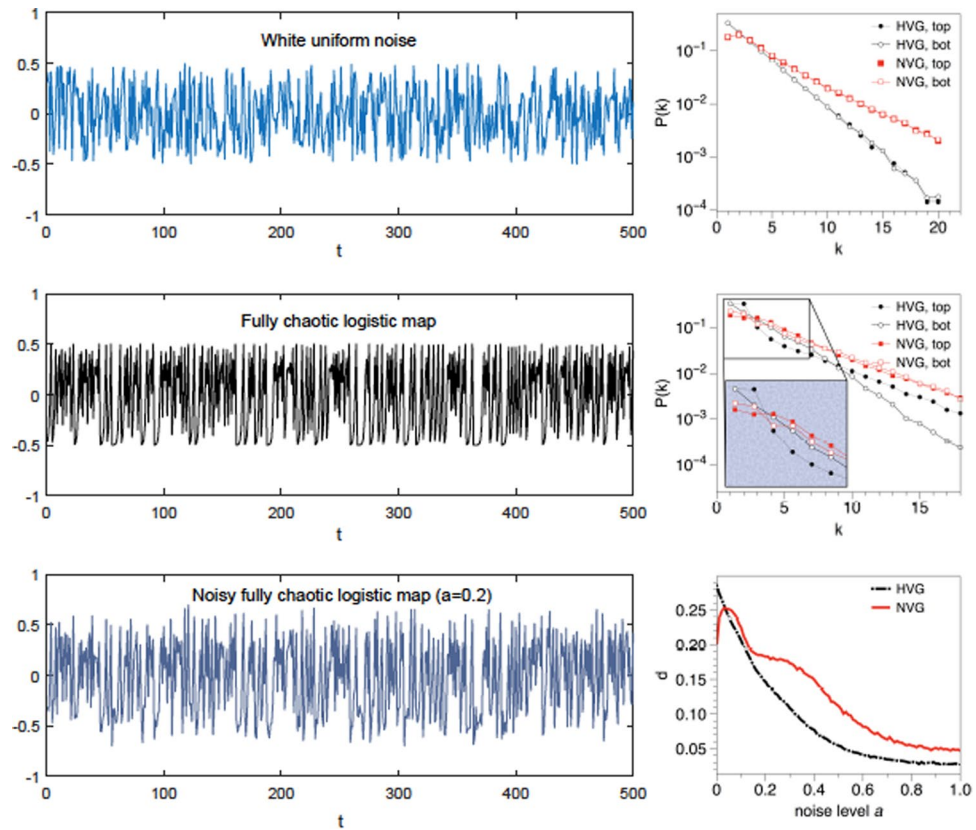 White uniform noise
1
0.5
0
-0.5
-1
0 100 200 300 400 500
t
HVG, top
HVG, bot
NVG, top
NVG, bot
P(k)
10⁻¹
10⁻²
10⁻³
10⁻⁴
0 5 10 15 20
k
Fully chaotic logistic map
1
0.5
0
-0.5
-1
0 100 200 300 400 500
t
HVG, top
HVG, bot
NVG, top
NVG, bot
P(k)
10⁻¹
10⁻²
10⁻³
10⁻⁴
0 5 10 15
k
Noisy fully chaotic logistic map (a=0.2)
1
0.5
0
-0.5
-1
0 100 200 300 400 500
t
HVG
NVG
d
0.25
0.20
0.15
0.10
0.05
0.2 0.4 0.6 0.8 1.0
noise level a